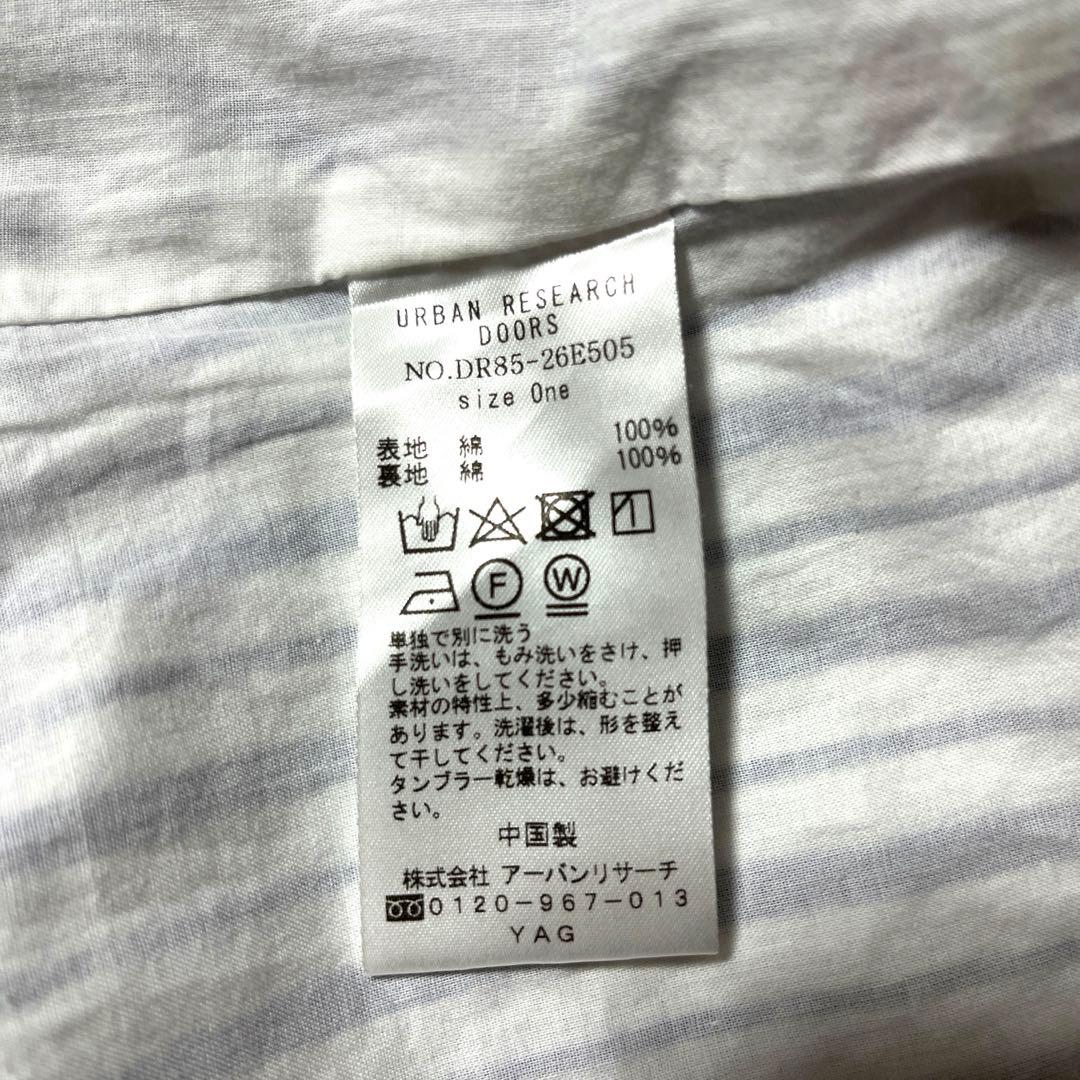 URBAN RESEARCH
DOORS
NO.DR85-26E505
size One
表地 綿 100%
裏地 綿 100%
F W
単独で別に洗う
手洗いは、もみ洗いをさけ、押
し洗いをしてください。
素材の特性上、多少縮むことが
あります。洗濯後は、形を整え
て干してください。
タンブラー乾燥は、お避けくだ
さい。
中国製
株式会社 アーバンリサーチ
0120-967-013
YAG